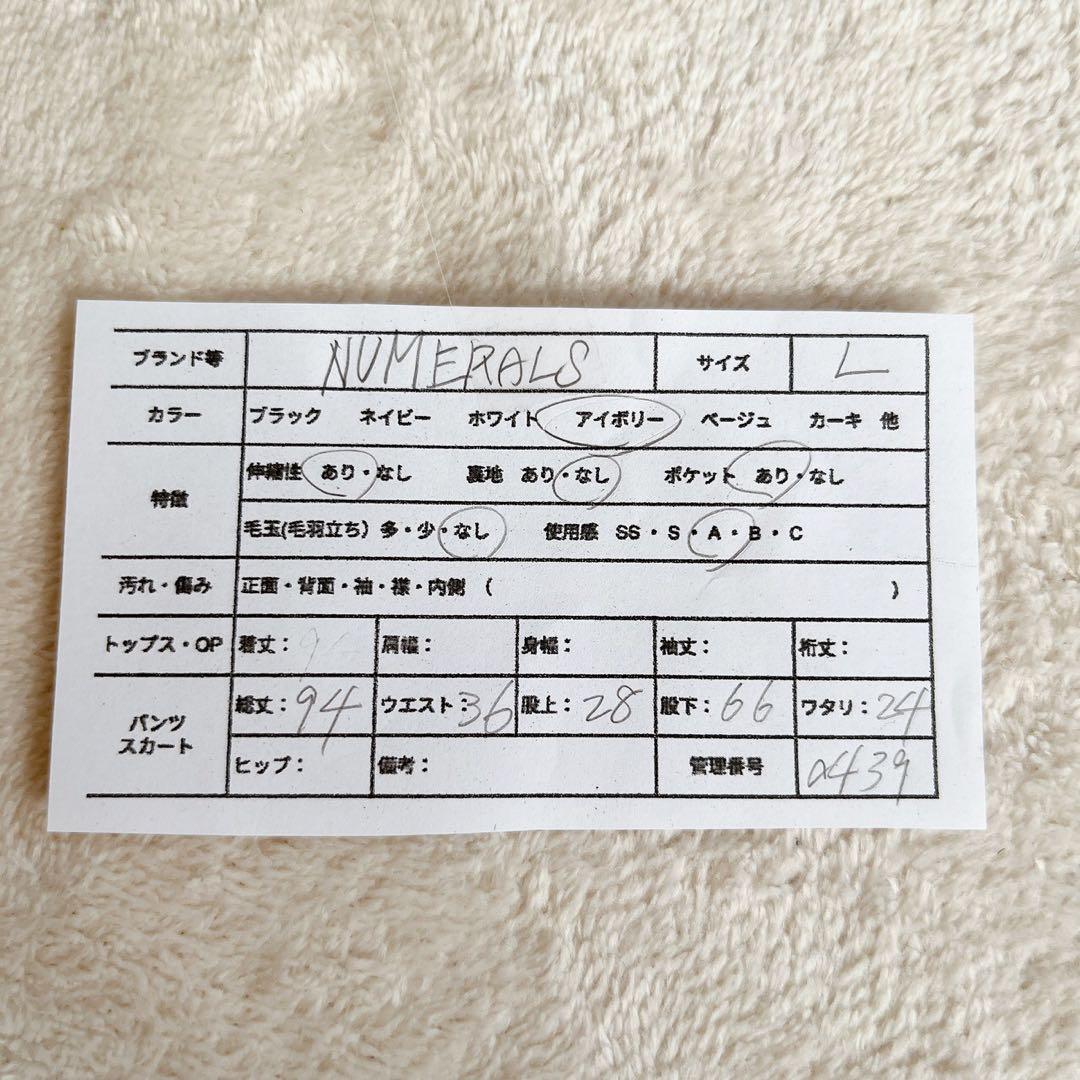 ブランド等 NUMERALS サイズ L
カラー ブラック ネイビー ホワイト アイボリー ベージュ カーキ 他
特徴 伸縮性 あり・なし 裏地 あり・なし ポケット あり・なし
毛玉(毛羽立ち) 多・少・なし 使用感 SS・S・A・B・C
汚れ・傷み 正面・背面・袖・襟・内側 ( )
トップス・OP 着丈: 肩幅: 身幅: 袖丈: 裄丈:
パンツ スカート 総丈:94 ウエスト:36 股上:28 股下:66 ワタリ:24
ヒップ: 備考: 管理番号 α439